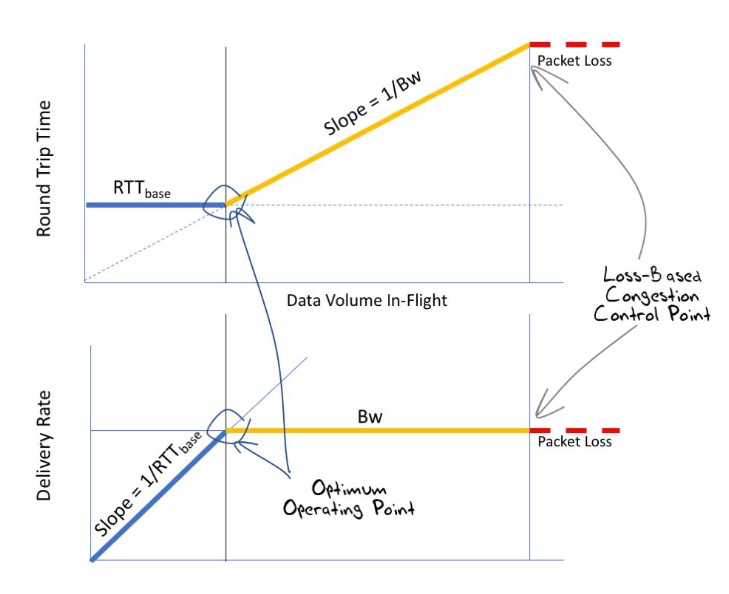 Round Trip Time
RTTbase
Slope = 1/Bw
Packet Loss
Data Volume In-Flight
Loss-Based
Congestion
Control Point
Delivery Rate
Slope = 1/RTTbase
Bw
Packet Loss
Optimum
Operating Point